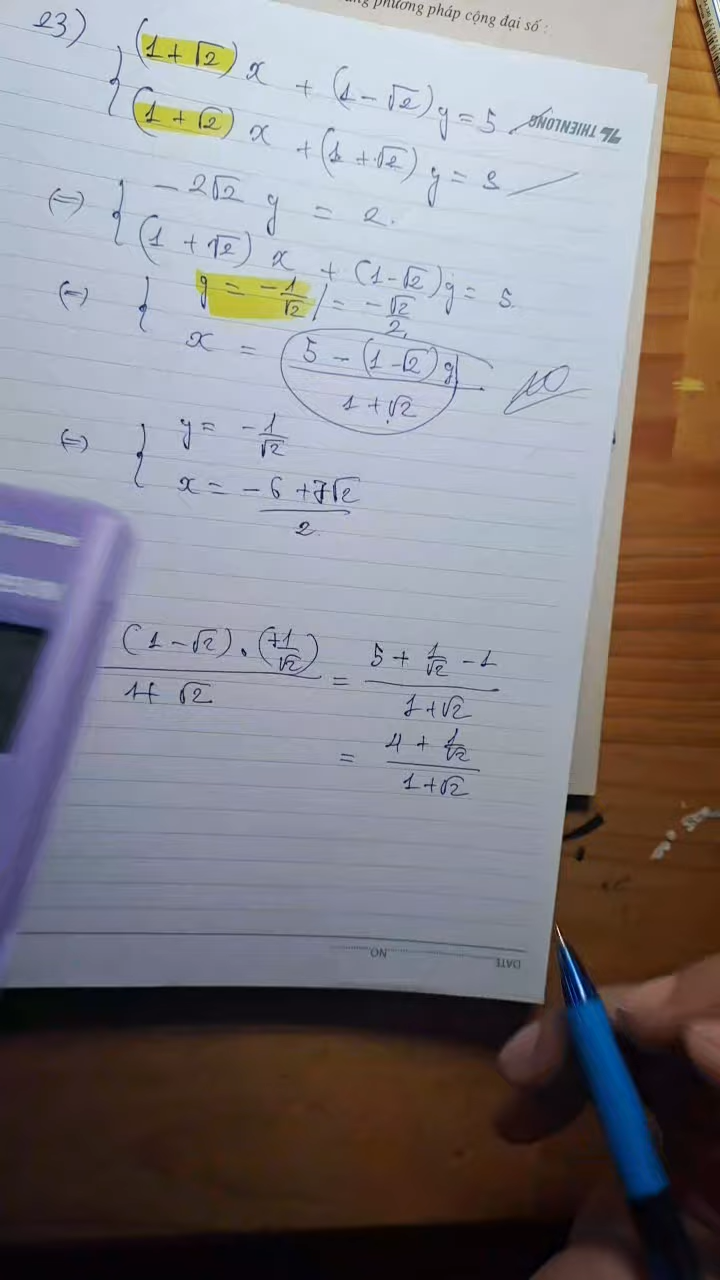 phương pháp cộng đại số :
THIENLONG
23) { (1+√2) x + (1-√2) y = 5
(1+√2) x + (1+√2) y = 3
(=) { -2√2 y = 2.
(1+√2) x + (1-√2) y = 5
(=) { y = -1/√2 | = -√2/2
x = (5-(1-√2)y)/(1+√2)
(=) { y = -1/√2
x = (-6+7√2)/2
((1-√2).(+1/√2))/(1+√2) = (5+1/√2-1)/(1+√2)
= (4+1/√2)/(1+√2)
NO
DATE